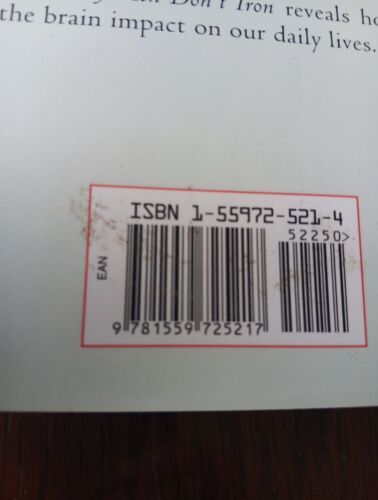 Don't Iron reveals
the brain impact on our daily lives.
ISBN 1-55972-521-4
52250>
EAN
9 781559 725217